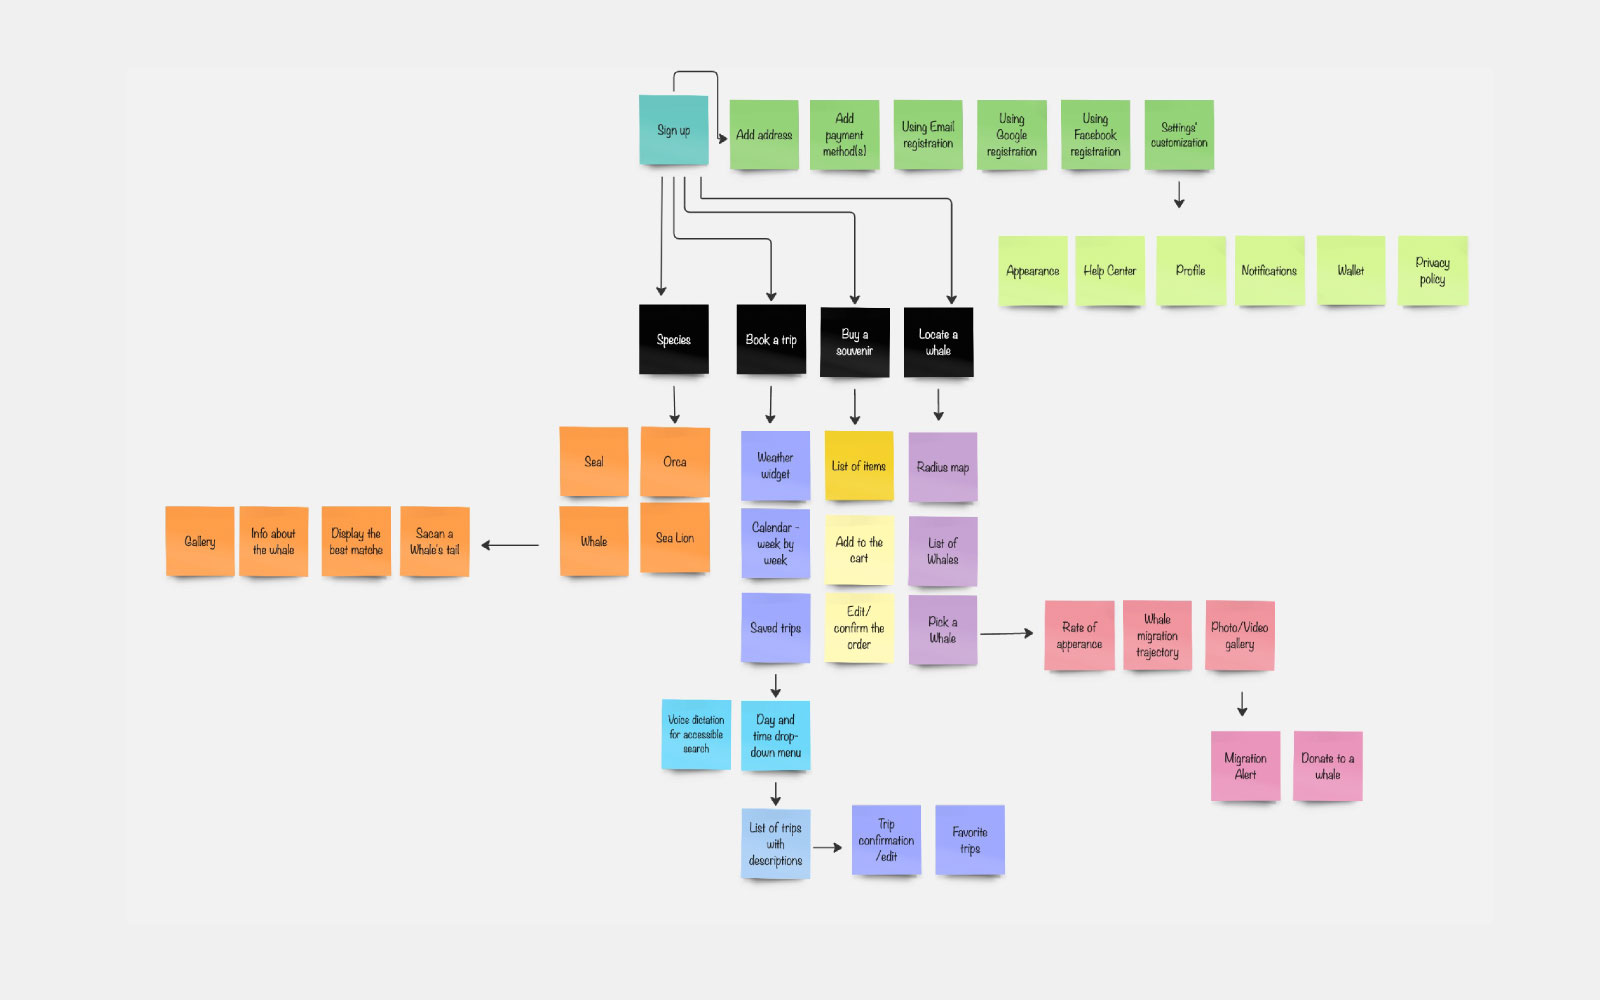 Sign up
Add address
Add
payment
method(s)
Using Email
registration
Using
Google
registration
Using
Facebook
registration
Settings'
customization
Appearance
Help Center
Profile
Notifications
Wallet
Privacy
policy
Species
Book a trip
Buy a
souvenir
Locate a
whale
Seal
Orca
Weather
widget
List of items
Radius map
Gallery
Info about
the whale
Display the
best matche
Sacan a
Whale's tail
Whale
Sea Lion
Calendar -
week by
week
Add to the
cart
List of
Whales
Saved trips
Edit/
confirm the
order
Pick a
Whale
Rate of
apperance
Whale
migration
trajectory
Photo/Video
gallery
Voice dictation
for accessible
search
Day and
time drop-
down menu
Migration
Alert
Donate to a
whale
List of trips
with
descriptions
Trip
confirmation
/edit
Favorite
trips